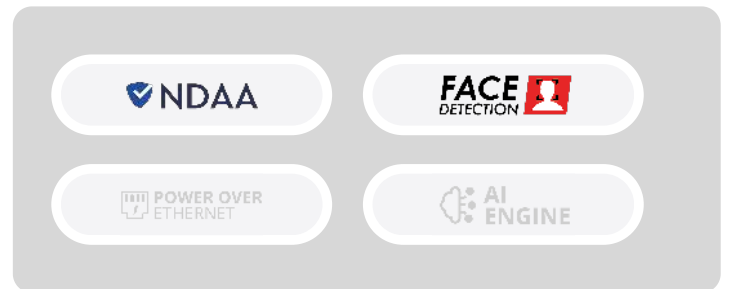 NDAA
FACE
DETECTION
POWER OVER
ETHERNET
AI
ENGINE